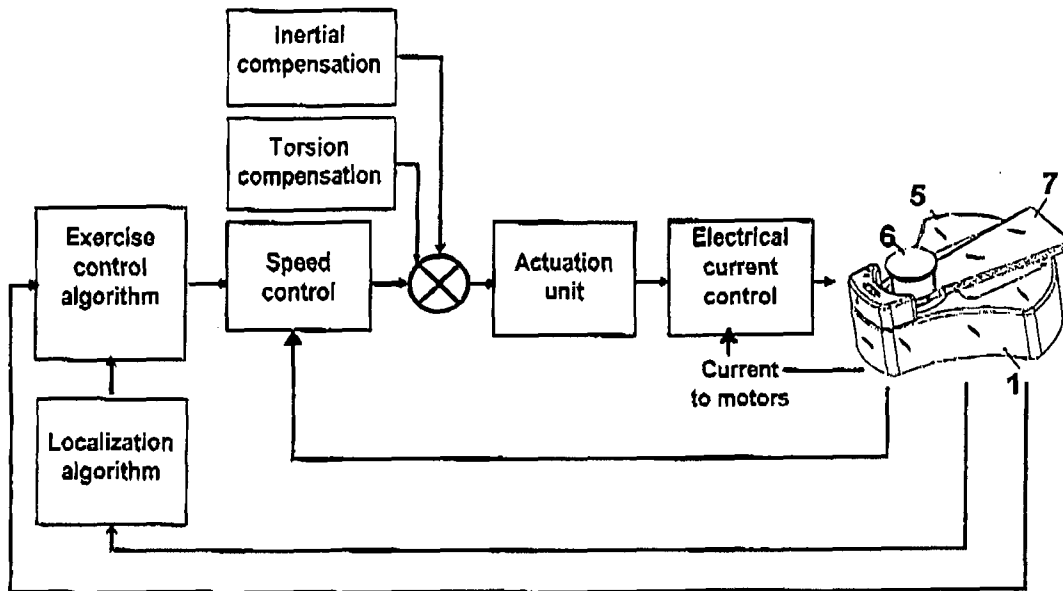 Inertial
compensation
Torsion
compensation
Exercise
control
algorithm
Speed
control
Actuation
unit
Electrical
current
control
5
6
7
1
Current
to motors
Localization
algorithm